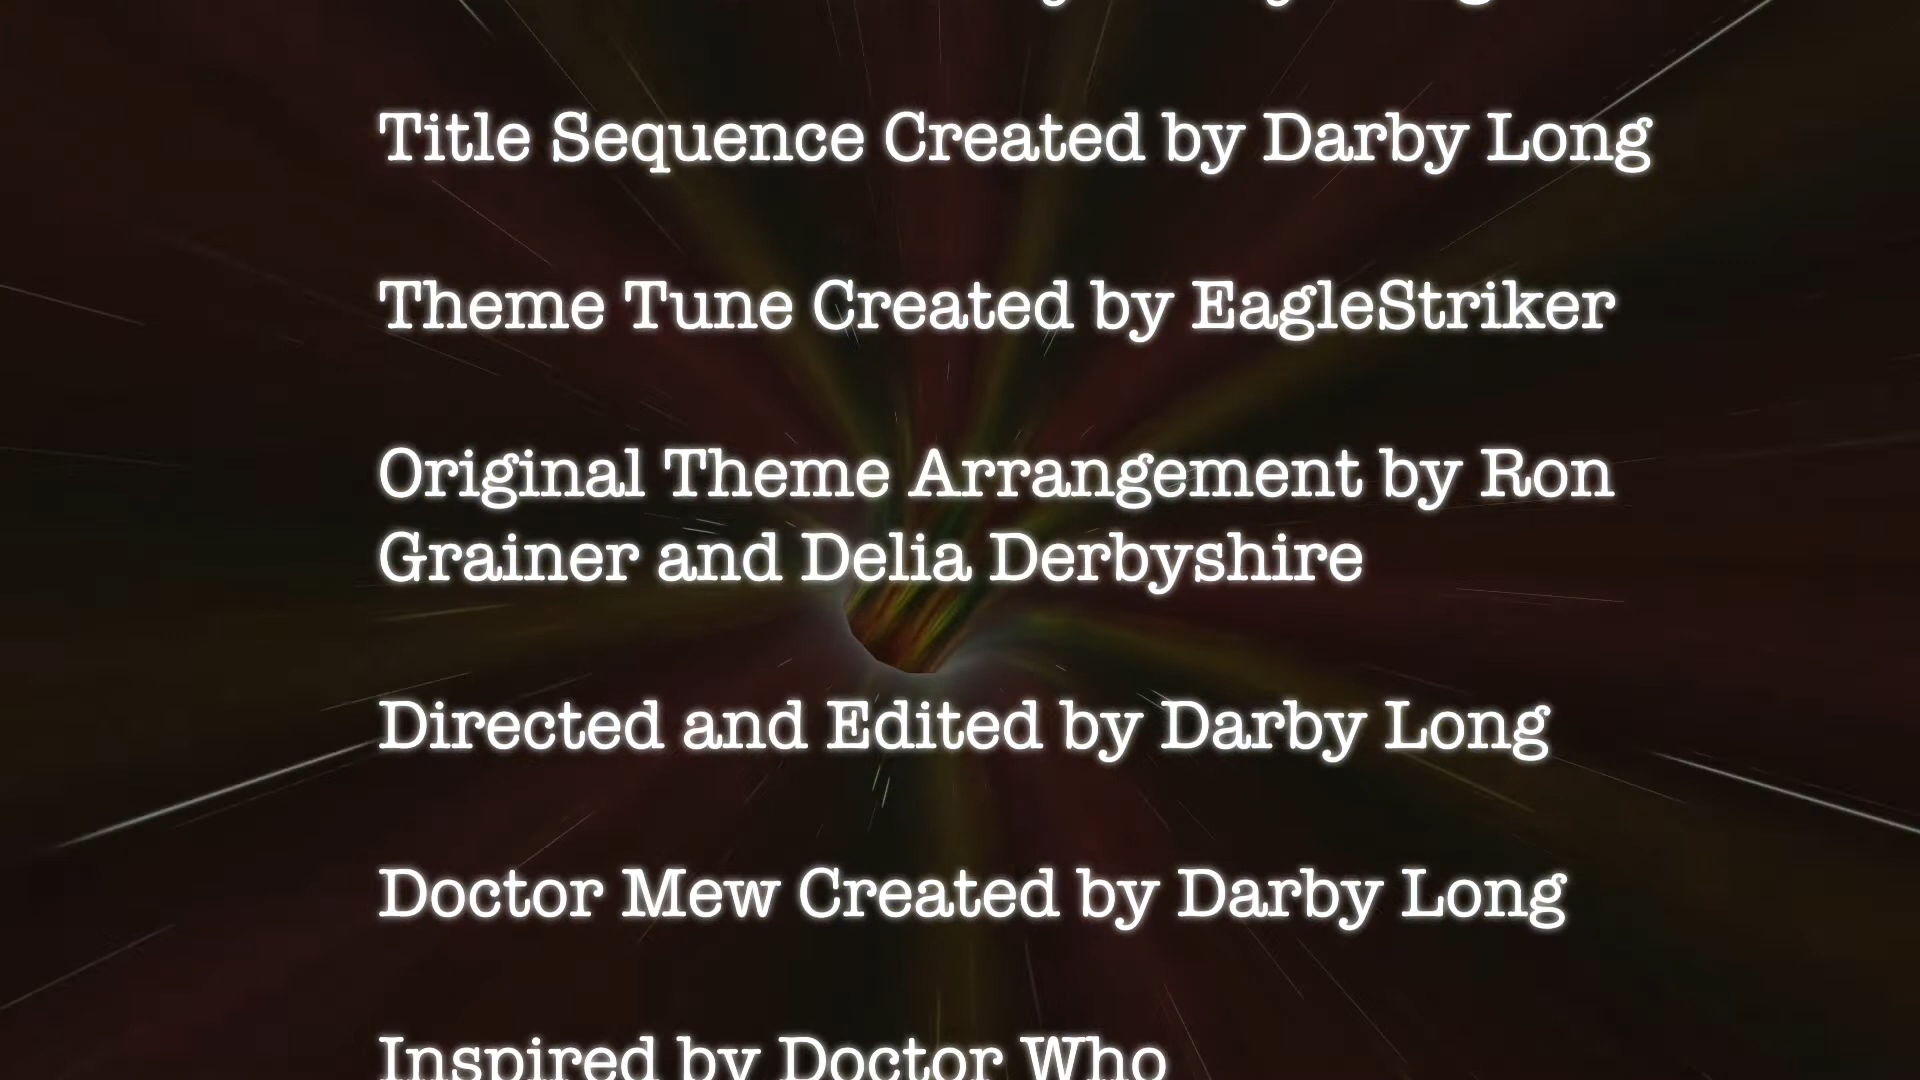 Title Sequence Created by Darby Long
Theme Tune Created by EagleStriker
Original Theme Arrangement by Ron
Grainer and Delia Derbyshire
Directed and Edited by Darby Long
Doctor Mew Created by Darby Long
Inspired by Doctor Who